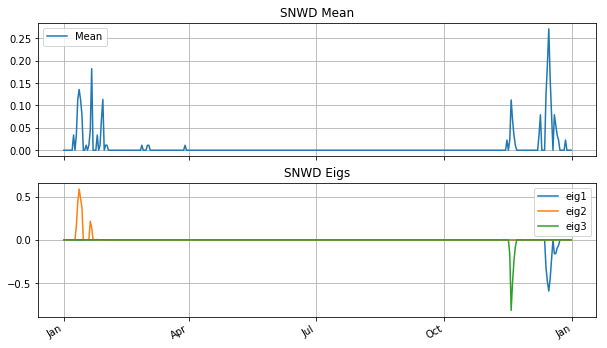 SNWD Mean
Mean
0.25
0.20
0.15
0.10
0.05
0.00
SNWD Eigs
eig1
eig2
eig3
0.5
0.0
−0.5
Jan
Apr
Jul
Oct
Jan